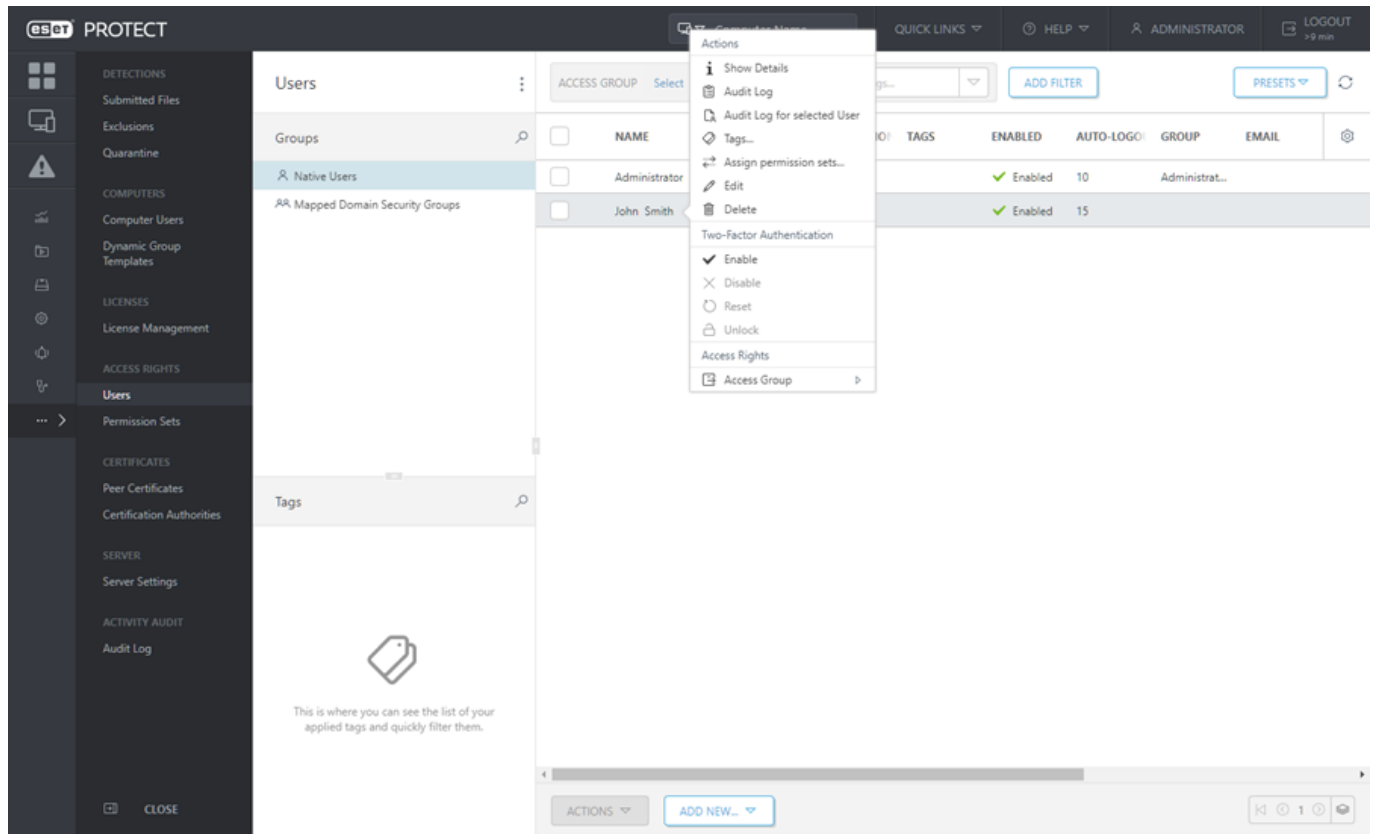 eset PROTECT
Computer Name
QUICK LINKS
HELP
ADMINISTRATOR
LOGOUT
>9 min
DETECTIONS
Submitted Files
Exclusions
Quarantine
COMPUTERS
Computer Users
Dynamic Group
Templates
LICENSES
License Management
ACCESS RIGHTS
Users
Permission Sets
CERTIFICATES
Peer Certificates
Certification Authorities
SERVER
Server Settings
ACTIVITY AUDIT
Audit Log
CLOSE
Users
Groups
Native Users
Mapped Domain Security Groups
Tags
This is where you can see the list of your
applied tags and quickly filter them.
ACCESS GROUP Select
ADD FILTER
PRESETS
NAME TAGS ENABLED AUTO-LOGO GROUP EMAIL
Administrator Enabled 10 Administrat...
John Smith Enabled 15
Actions
Show Details
Audit Log
Audit Log for selected User
Tags...
Assign permission sets...
Edit
Delete
Two-Factor Authentication
Enable
Disable
Reset
Unlock
Access Rights
Access Group
ACTIONS
ADD NEW...
1